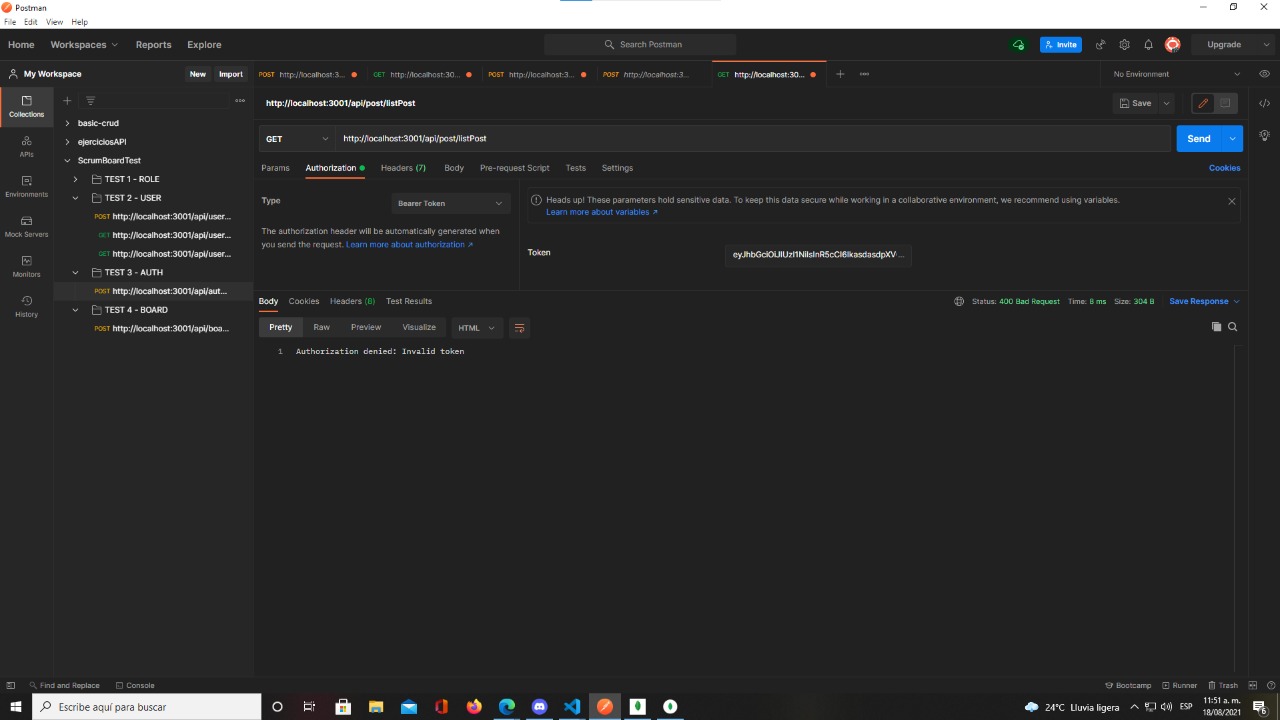 Postman
File Edit View Help
Home Workspaces Reports Explore Search Postman Invite Upgrade
My Workspace New Import
POST http://localhost:3... GET http://localhost:30... POST http://localhost:3... POST http://localhost:3... GET http://localhost:30... No Environment
Collections
APIs
Environments
Mock Servers
Monitors
History
basic-crud
ejerciciosAPI
ScrumBoardTest
TEST 1 - ROLE
TEST 2 - USER
POST http://localhost:3001/api/user...
GET http://localhost:3001/api/user...
GET http://localhost:3001/api/user...
TEST 3 - AUTH
POST http://localhost:3001/api/aut...
TEST 4 - BOARD
POST http://localhost:3001/api/boa...
http://localhost:3001/api/post/listPost Save
GET http://localhost:3001/api/post/listPost Send
Params Authorization Headers (7) Body Pre-request Script Tests Settings Cookies
Type Bearer Token
The authorization header will be automatically generated when
you send the request. Learn more about authorization
Heads up! These parameters hold sensitive data. To keep this data secure while working in a collaborative environment, we recommend using variables.
Learn more about variables
Token
Body Cookies Headers (8) Test Results Status: 400 Bad Request Time: 8 ms Size: 304 B Save Response
Pretty Raw Preview Visualize HTML
1 Authorization denied: Invalid token
Find and Replace Console Bootcamp Runner Trash
Escribe aquí para buscar 24°C Lluvia ligera ESP 11:51 a. m.
18/08/2021